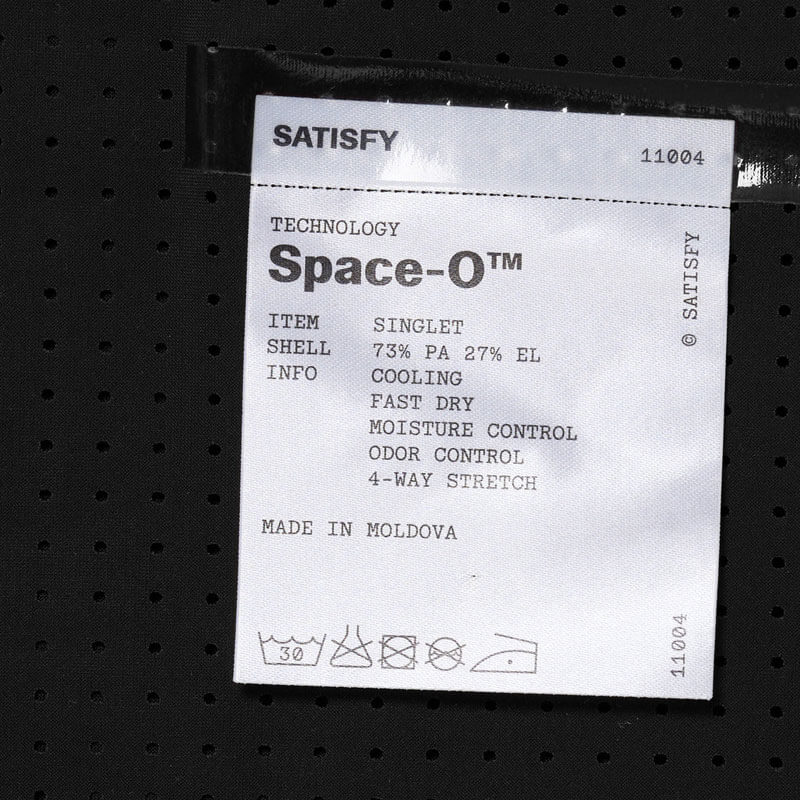 SATISFY
11004
TECHNOLOGY
Space-O™
© SATISFY
ITEM SINGLET
SHELL 73% PA 27% EL
INFO COOLING
FAST DRY
MOISTURE CONTROL
ODOR CONTROL
4-WAY STRETCH
MADE IN MOLDOVA
30
11004